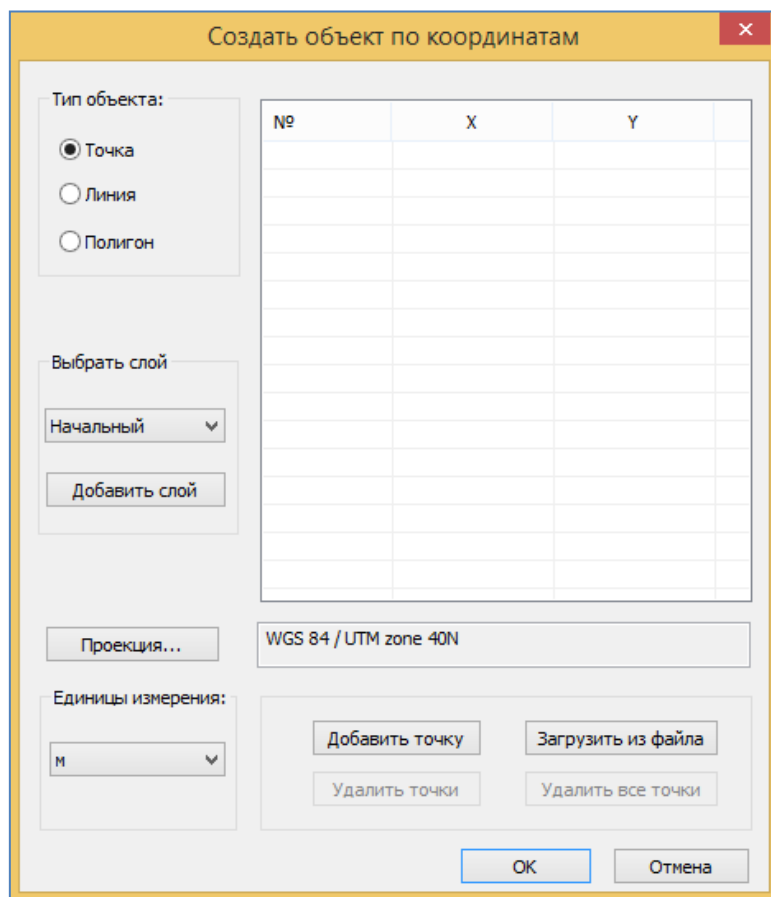 Создать объект по координатам
Тип объекта:
Точка
Линия
Полигон
№ X Y
Выбрать слой
Начальный
Добавить слой
Проекция...
WGS 84 / UTM zone 40N
Единицы измерения:
м
Добавить точку
Загрузить из файла
Удалить точки
Удалить все точки
OK
Отмена